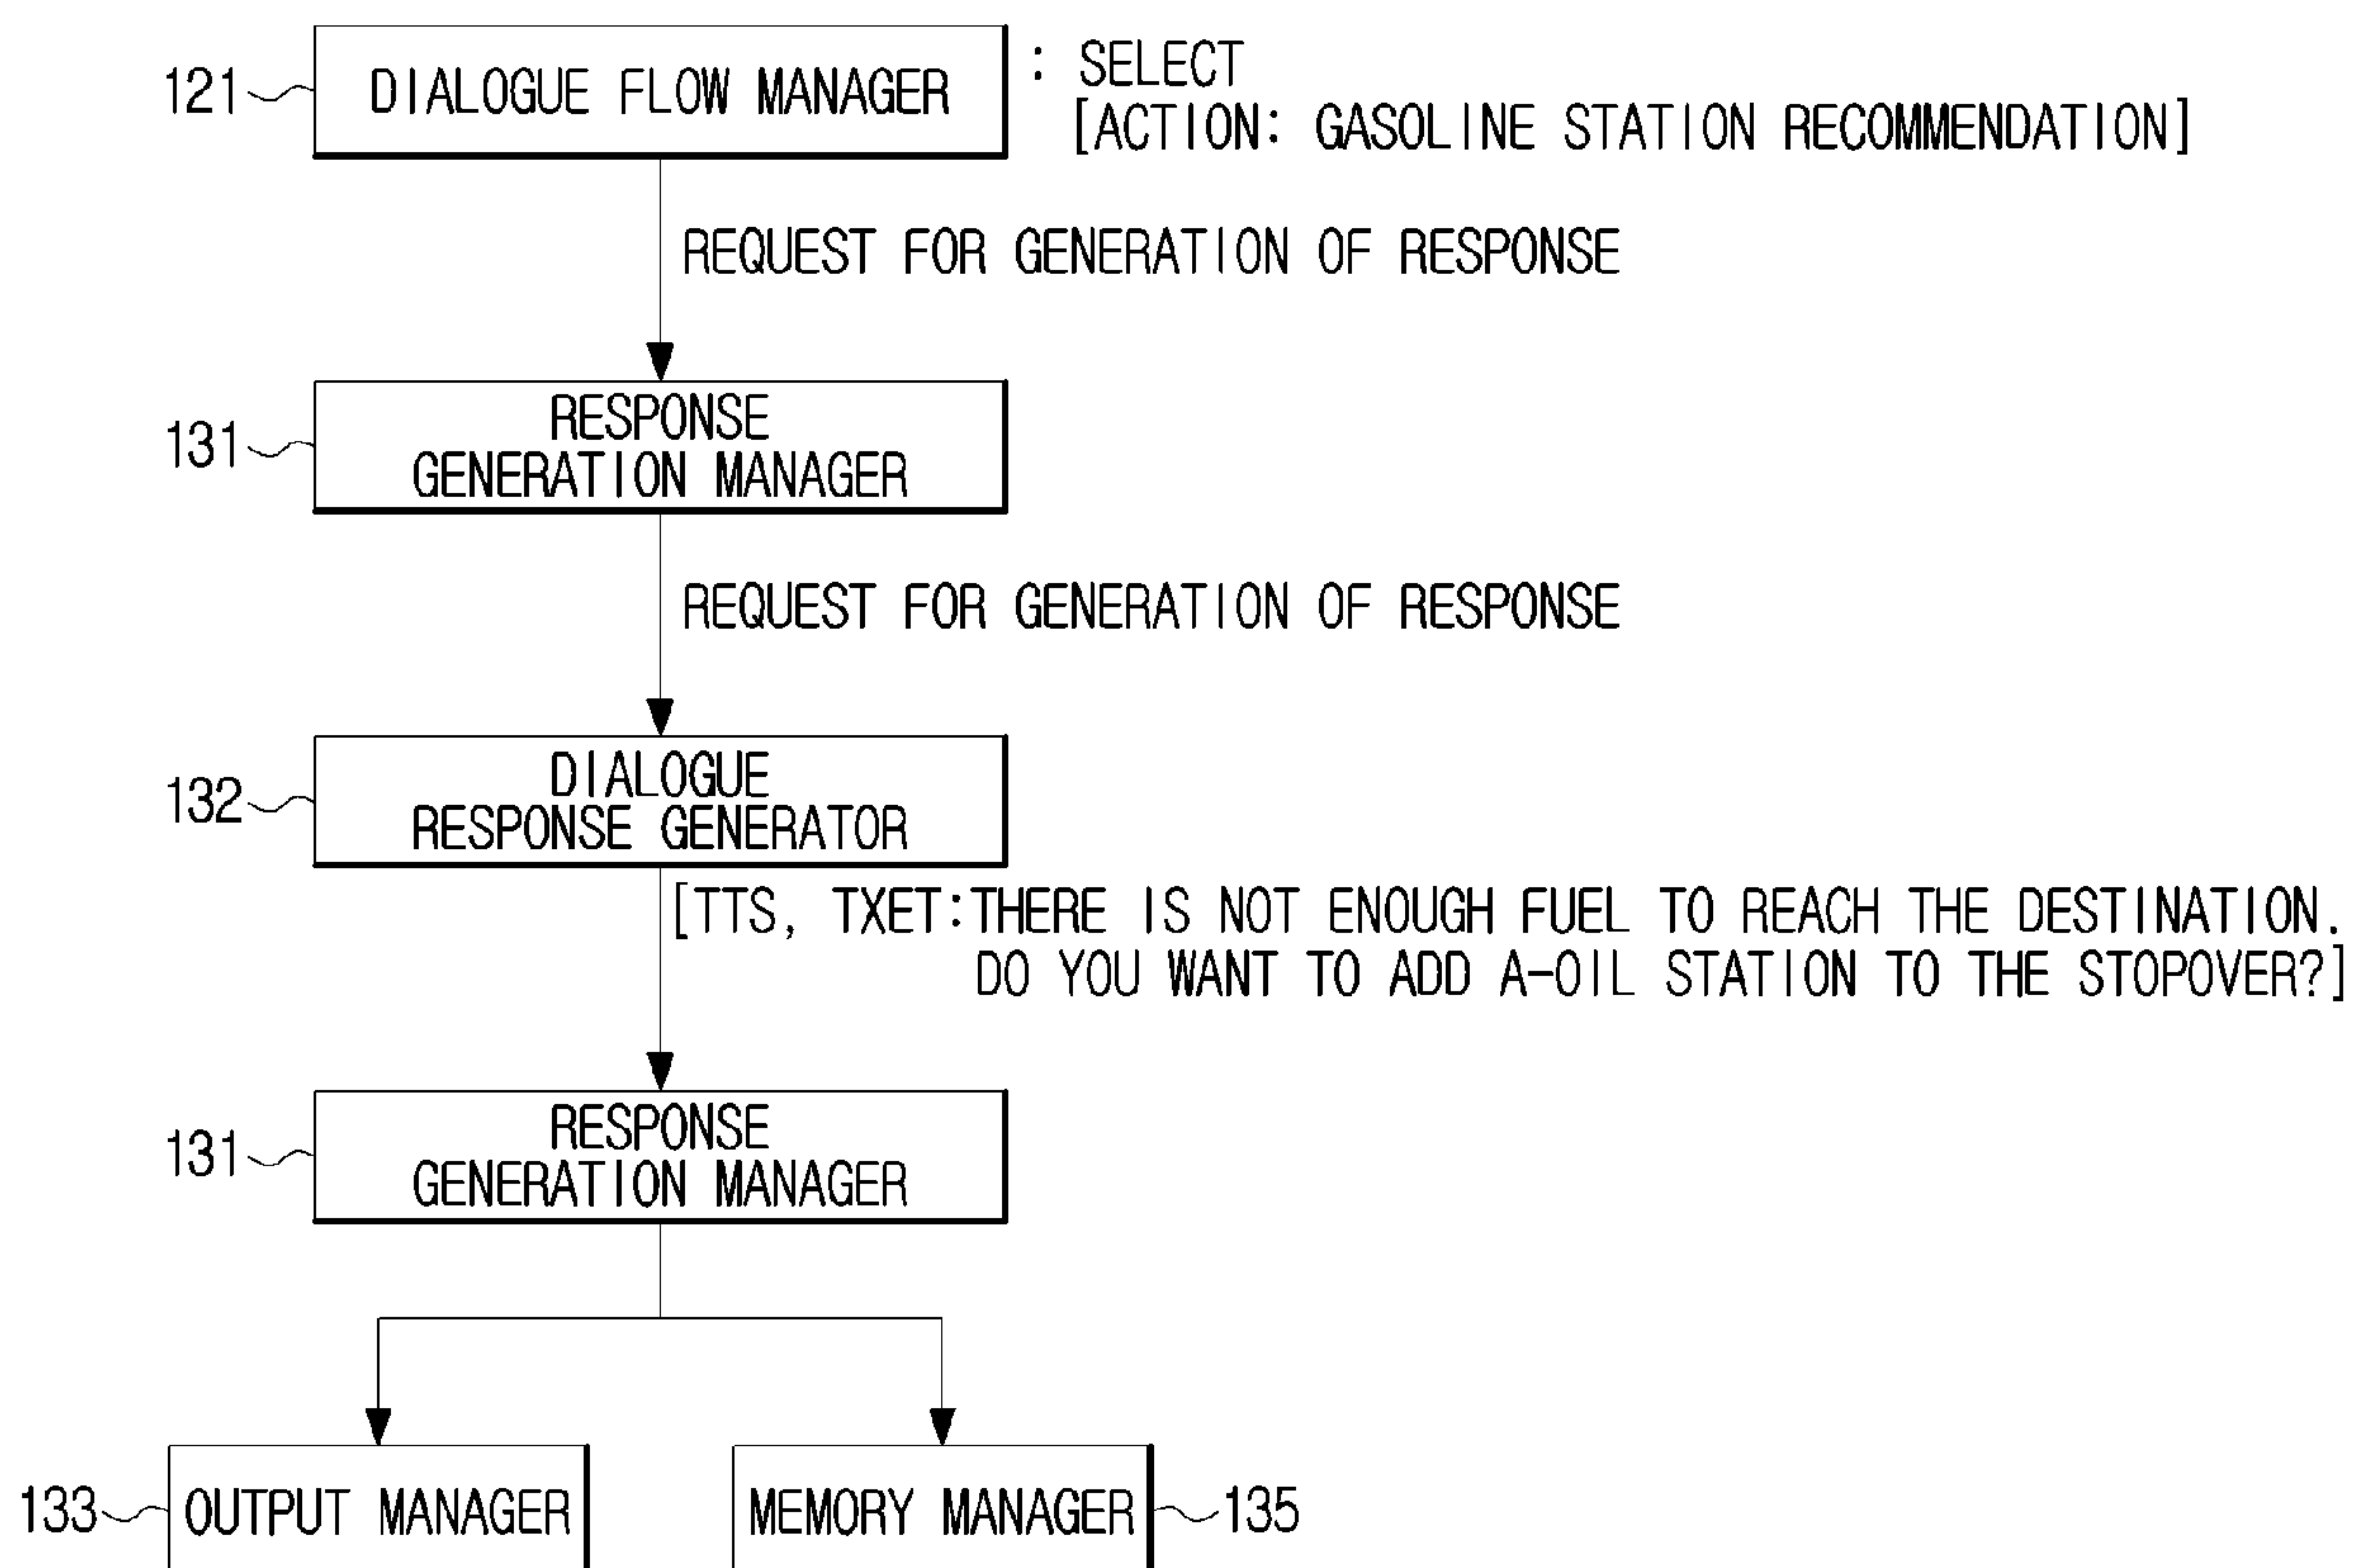 121
DIALOGUE FLOW MANAGER
: SELECT
[ACTION: GASOLINE STATION RECOMMENDATION]
REQUEST FOR GENERATION OF RESPONSE
131
RESPONSE
GENERATION MANAGER
REQUEST FOR GENERATION OF RESPONSE
132
DIALOGUE
RESPONSE GENERATOR
[TTS, TXET:THERE IS NOT ENOUGH FUEL TO REACH THE DESTINATION.
DO YOU WANT TO ADD A-OIL STATION TO THE STOPOVER?]
131
RESPONSE
GENERATION MANAGER
133
OUTPUT MANAGER
MEMORY MANAGER
135